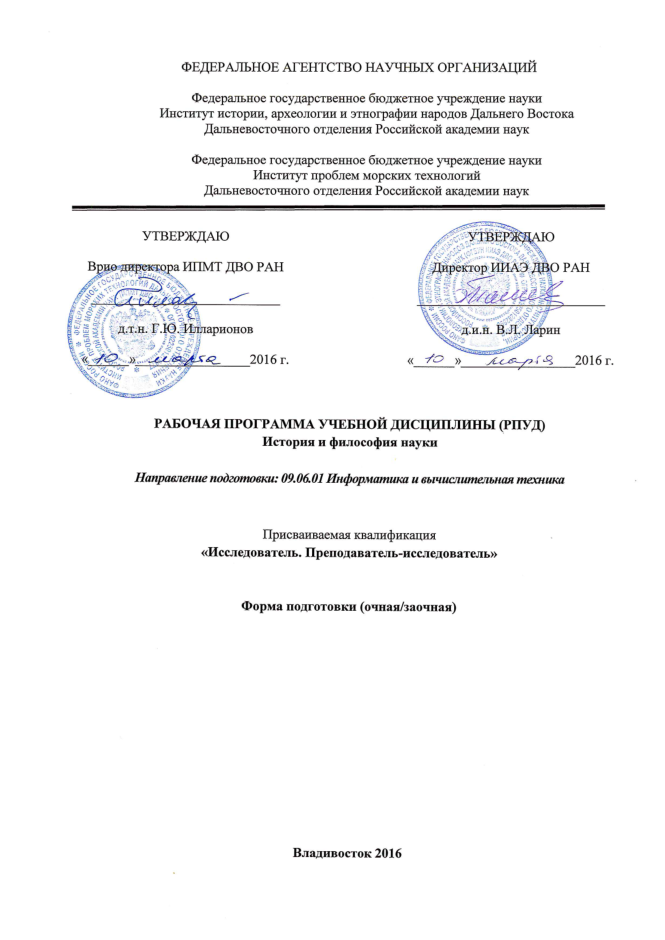 ФЕДЕРАЛЬНОЕ АГЕНТСТВО НАУЧНЫХ ОРГАНИЗАЦИЙ
Федеральное государственное бюджетное учреждение науки
Институт истории, археологии и этнографии народов Дальнего Востока
Дальневосточного отделения Российской академии наук
Федеральное государственное бюджетное учреждение науки
Институт проблем морских технологий
Дальневосточного отделения Российской академии наук
УТВЕРЖДАЮ
Врио директора ИПМТ ДВО РАН
д.т.н. Г.Ю. Илларионов
«10» марта 2016 г.
УТВЕРЖДАЮ
Директор ИИАЭ ДВО РАН
д.и.н. В.Л. Ларин
«10» марта 2016 г.
РАБОЧАЯ ПРОГРАММА УЧЕБНОЙ ДИСЦИПЛИНЫ (РПУД)
История и философия науки
Направление подготовки: 09.06.01 Информатика и вычислительная техника
Присваиваемая квалификация
«Исследователь. Преподаватель-исследователь»
Форма подготовки (очная/заочная)
Владивосток 2016